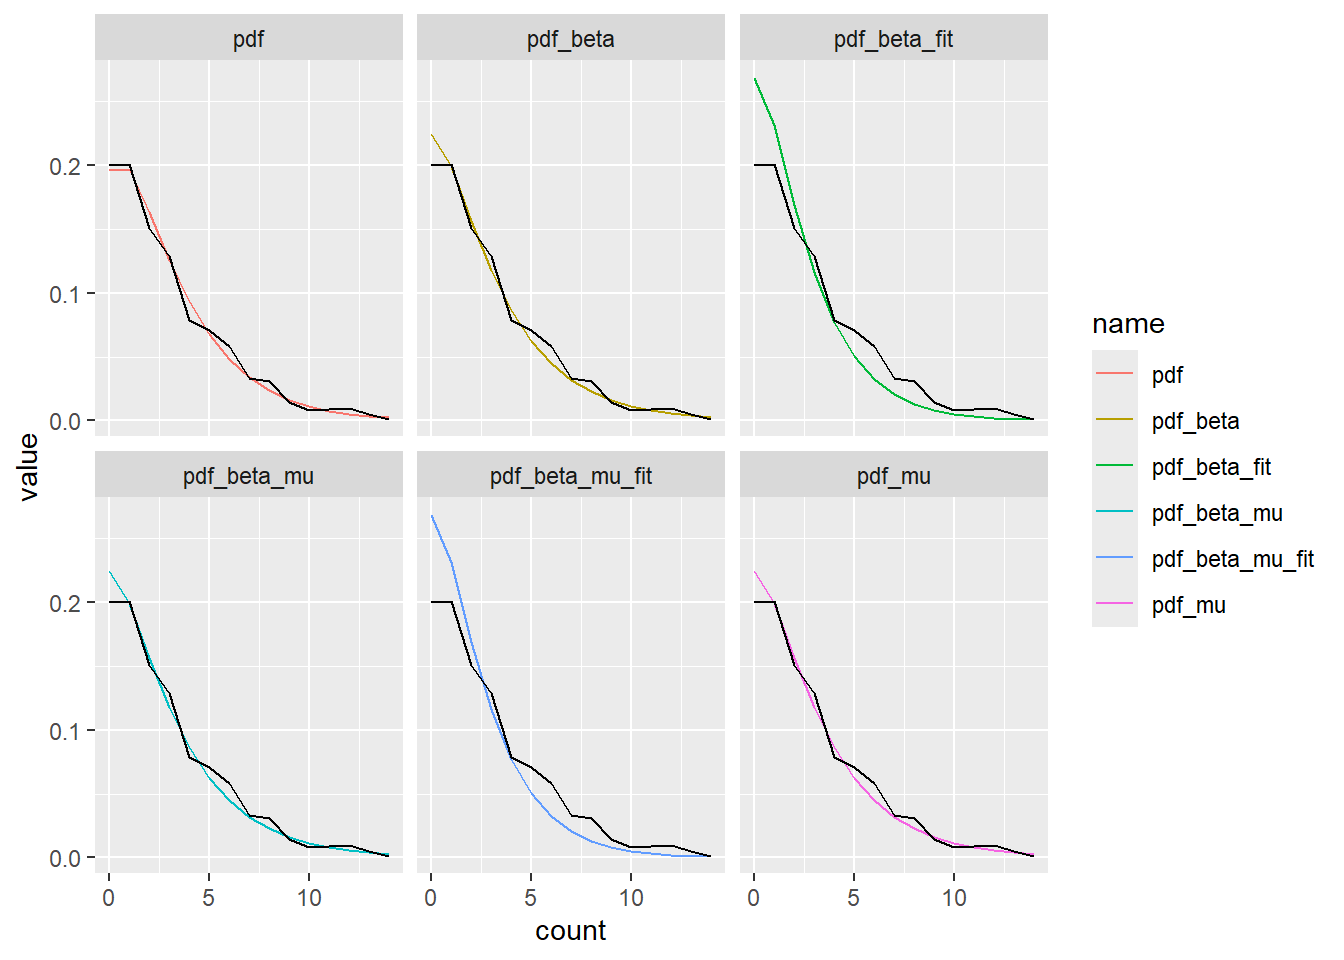 pdf
pdf_beta
pdf_beta_fit
0.2
0.1
0.0
pdf_beta_mu
pdf_beta_mu_fit
pdf_mu
0.2
0.1
0.0
0
5
10
0
5
10
0
5
10
count
value
name
pdf
pdf_beta
pdf_beta_fit
pdf_beta_mu
pdf_beta_mu_fit
pdf_mu